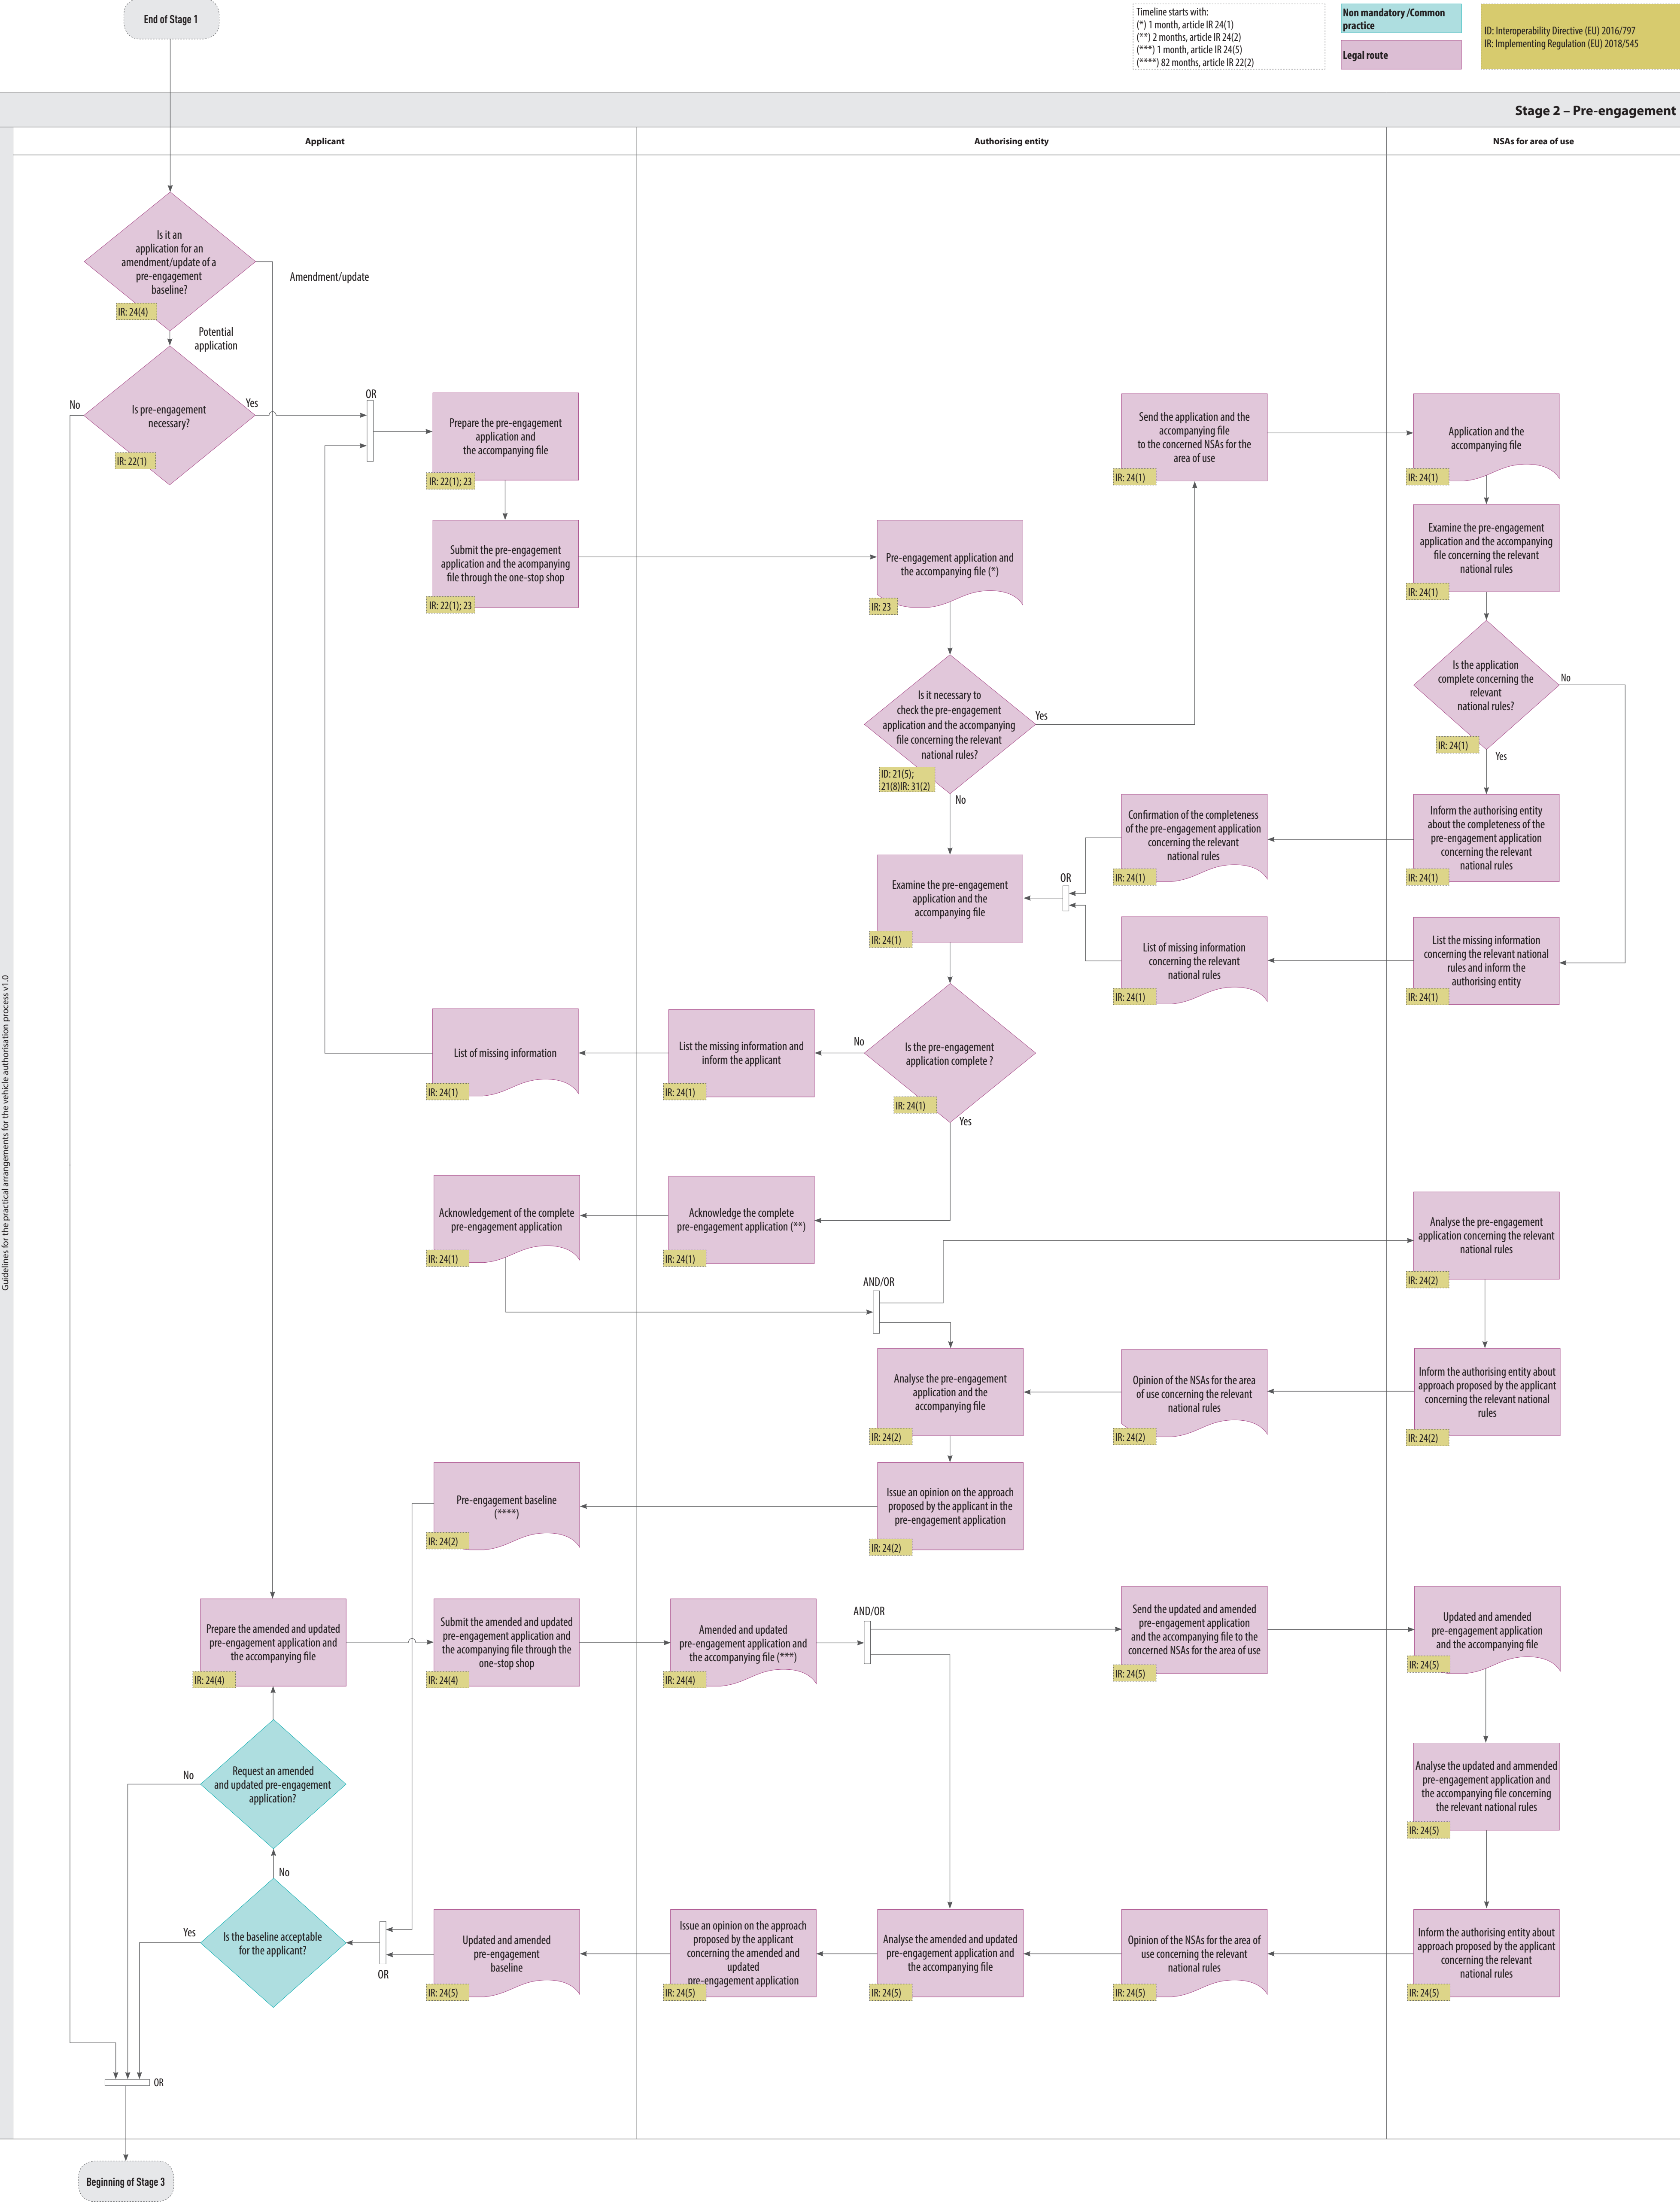 End of Stage 1
Timeline starts with:
(*) 1 month, article IR 24(1)
(**) 2 months, article IR 24(2)
(***) 1 month, article IR 24(5)
(****) 82 months, article IR 22(2)
Non mandatory /Common
practice
Legal route
ID: Interoperability Directive (EU) 2016/797
IR: Implementing Regulation (EU) 2018/545
Stage 2 – Pre-engagement
Applicant
Authorising entity
NSAs for area of use
Is it an
application for an
amendment/update of a
pre-engagement
baseline?
IR: 24(4)
Amendment/update
Potential
application
Is pre-engagement
necessary?
IR: 22(1)
No
Yes
OR
Prepare the pre-engagement
application and
the accompanying file
IR: 22(1); 23
Send the application and the
accompanying file
to the concerned NSAs for the
area of use
IR: 24(1)
Application and the
accompanying file
IR: 24(1)
Submit the pre-engagement
application and the acompanying
file through the one-stop shop
IR: 22(1); 23
Pre-engagement application and
the accompanying file (*)
IR: 23
Examine the pre-engagement
application and the accompanying
file concerning the relevant
national rules
IR: 24(1)
Is it necessary to
check the pre-engagement
application and the accompanying
file concerning the relevant
national rules?
ID: 21(5);
21(8)IR: 31(2)
Yes
No
Is the application
complete concerning the
relevant
national rules?
IR: 24(1)
No
Yes
Examine the pre-engagement
application and the
accompanying file
IR: 24(1)
OR
Confirmation of the completeness
of the pre-engagement application
concerning the relevant
national rules
IR: 24(1)
Inform the authorising entity
about the completeness of the
pre-engagement application
concerning the relevant
national rules
IR: 24(1)
List of missing information
concerning the relevant
national rules
IR: 24(1)
List the missing information
concerning the relevant national
rules and inform the
authorising entity
IR: 24(1)
List of missing information
IR: 24(1)
List the missing information and
inform the applicant
IR: 24(1)
No
Is the pre-engagement
application complete ?
IR: 24(1)
Yes
Guidelines for the practical arrangements for the vehicle authorisation process v1.0
Acknowledgement of the complete
pre-engagement application
IR: 24(1)
Acknowledge the complete
pre-engagement application (**)
IR: 24(1)
AND/OR
Analyse the pre-engagement
application concerning the relevant
national rules
IR: 24(2)
Analyse the pre-engagement
application and the
accompanying file
IR: 24(2)
Opinion of the NSAs for the area
of use concerning the relevant
national rules
IR: 24(2)
Inform the authorising entity about
approach proposed by the applicant
concerning the relevant national
rules
IR: 24(2)
Pre-engagement baseline
(****)
IR: 24(2)
Issue an opinion on the approach
proposed by the applicant in the
pre-engagement application
IR: 24(2)
Prepare the amended and updated
pre-engagement application and
the accompanying file
IR: 24(4)
Submit the amended and updated
pre-engagement application and
the acompanying file through the
one-stop shop
IR: 24(4)
Amended and updated
pre-engagement application and
the accompanying file (***)
IR: 24(4)
AND/OR
Send the updated and amended
pre-engagement application
and the accompanying file to the
concerned NSAs for the area of use
IR: 24(5)
Updated and amended
pre-engagement application
and the accompanying file
IR: 24(5)
Request an amended
and updated pre-engagement
application?
No
Analyse the updated and ammended
pre-engagement application and
the accompanying file concerning
the relevant national rules
IR: 24(5)
No
Yes
Is the baseline acceptable
for the applicant?
OR
Updated and amended
pre-engagement
baseline
IR: 24(5)
Issue an opinion on the approach
proposed by the applicant
concerning the amended and
updated
pre-engagement application
IR: 24(5)
Analyse the amended and updated
pre-engagement application and
the accompanying file
IR: 24(5)
Opinion of the NSAs for the area of
use concerning the relevant
national rules
IR: 24(5)
Inform the authorising entity about
approach proposed by the applicant
concerning the relevant
national rules
IR: 24(5)
OR
Beginning of Stage 3